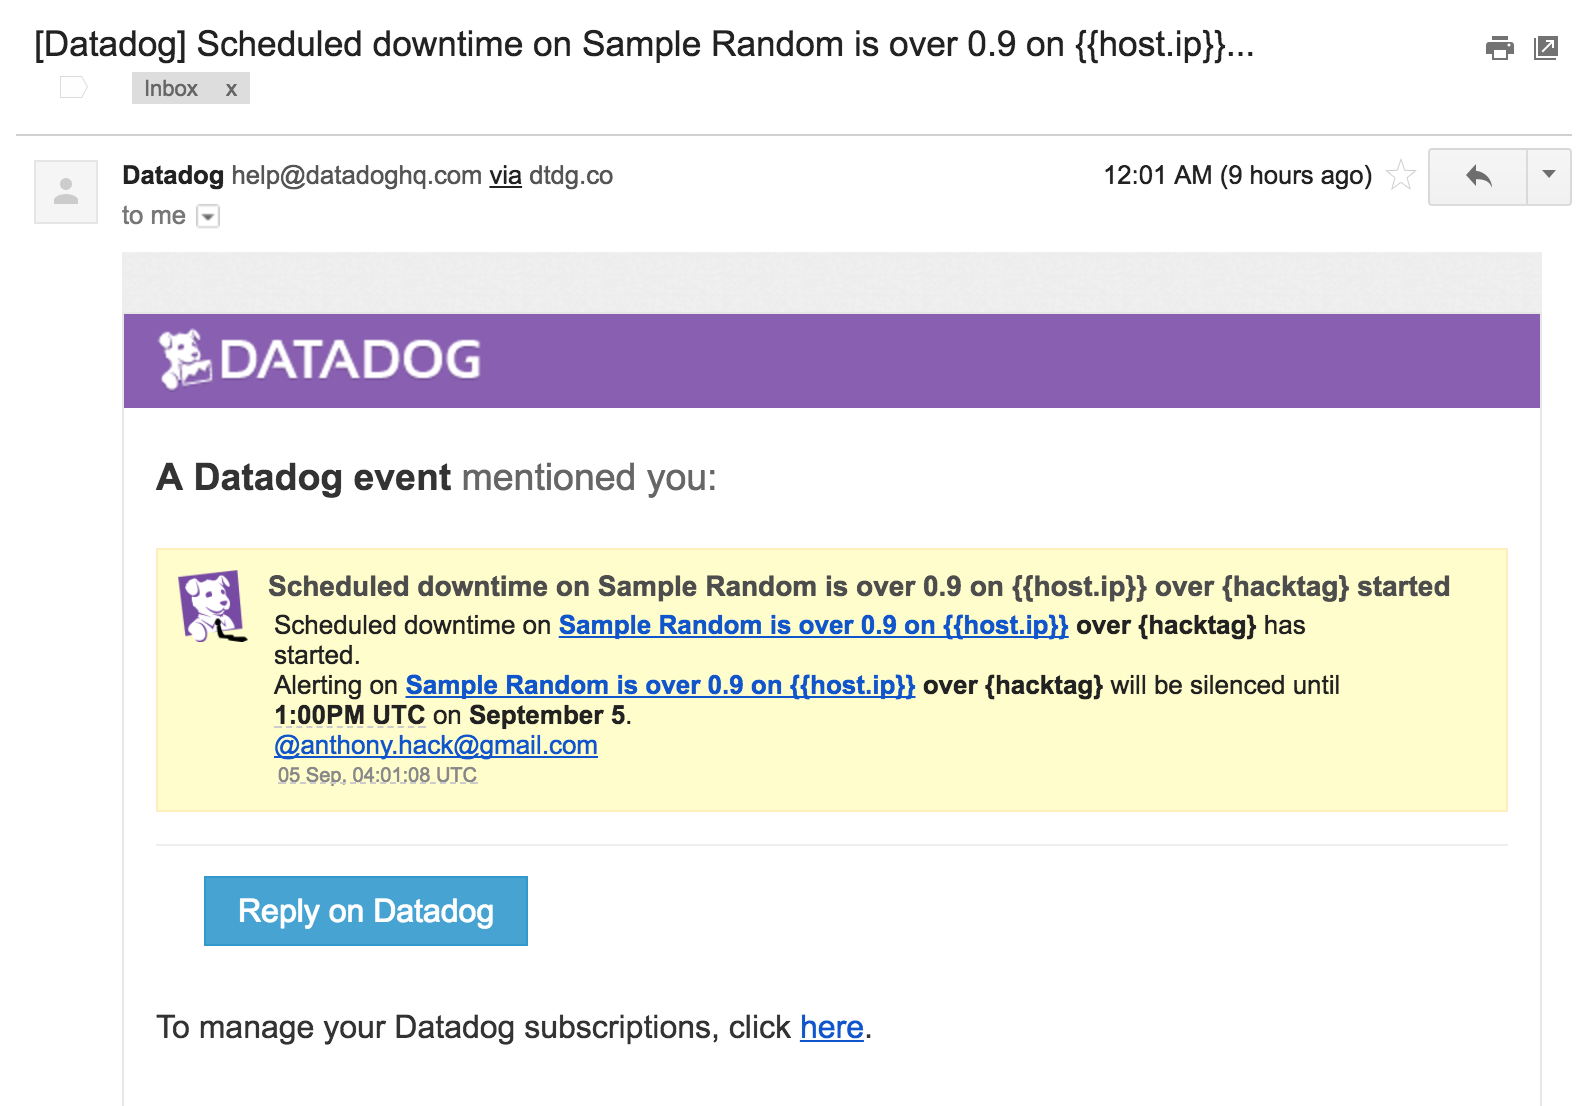 [Datadog] Scheduled downtime on Sample Random is over 0.9 on {{host.ip}}...
Inbox x
Datadog help@datadoghq.com via dtdg.co
12:01 AM (9 hours ago)
to me
DATADOG
A Datadog event mentioned you:
Scheduled downtime on Sample Random is over 0.9 on {{host.ip}} over {hacktag} started
Scheduled downtime on Sample Random is over 0.9 on {{host.ip}} over {hacktag} has
started.
Alerting on Sample Random is over 0.9 on {{host.ip}} over {hacktag} will be silenced until
1:00PM UTC on September 5.
@anthony.hack@gmail.com
05 Sep, 04:01:08 UTC
Reply on Datadog
To manage your Datadog subscriptions, click here.